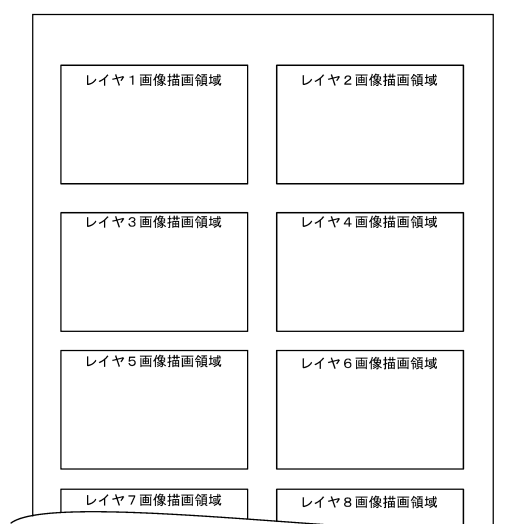 レイヤ１画像描画領域
レイヤ２画像描画領域
レイヤ３画像描画領域
レイヤ４画像描画領域
レイヤ５画像描画領域
レイヤ６画像描画領域
レイヤ７画像描画領域
レイヤ８画像描画領域